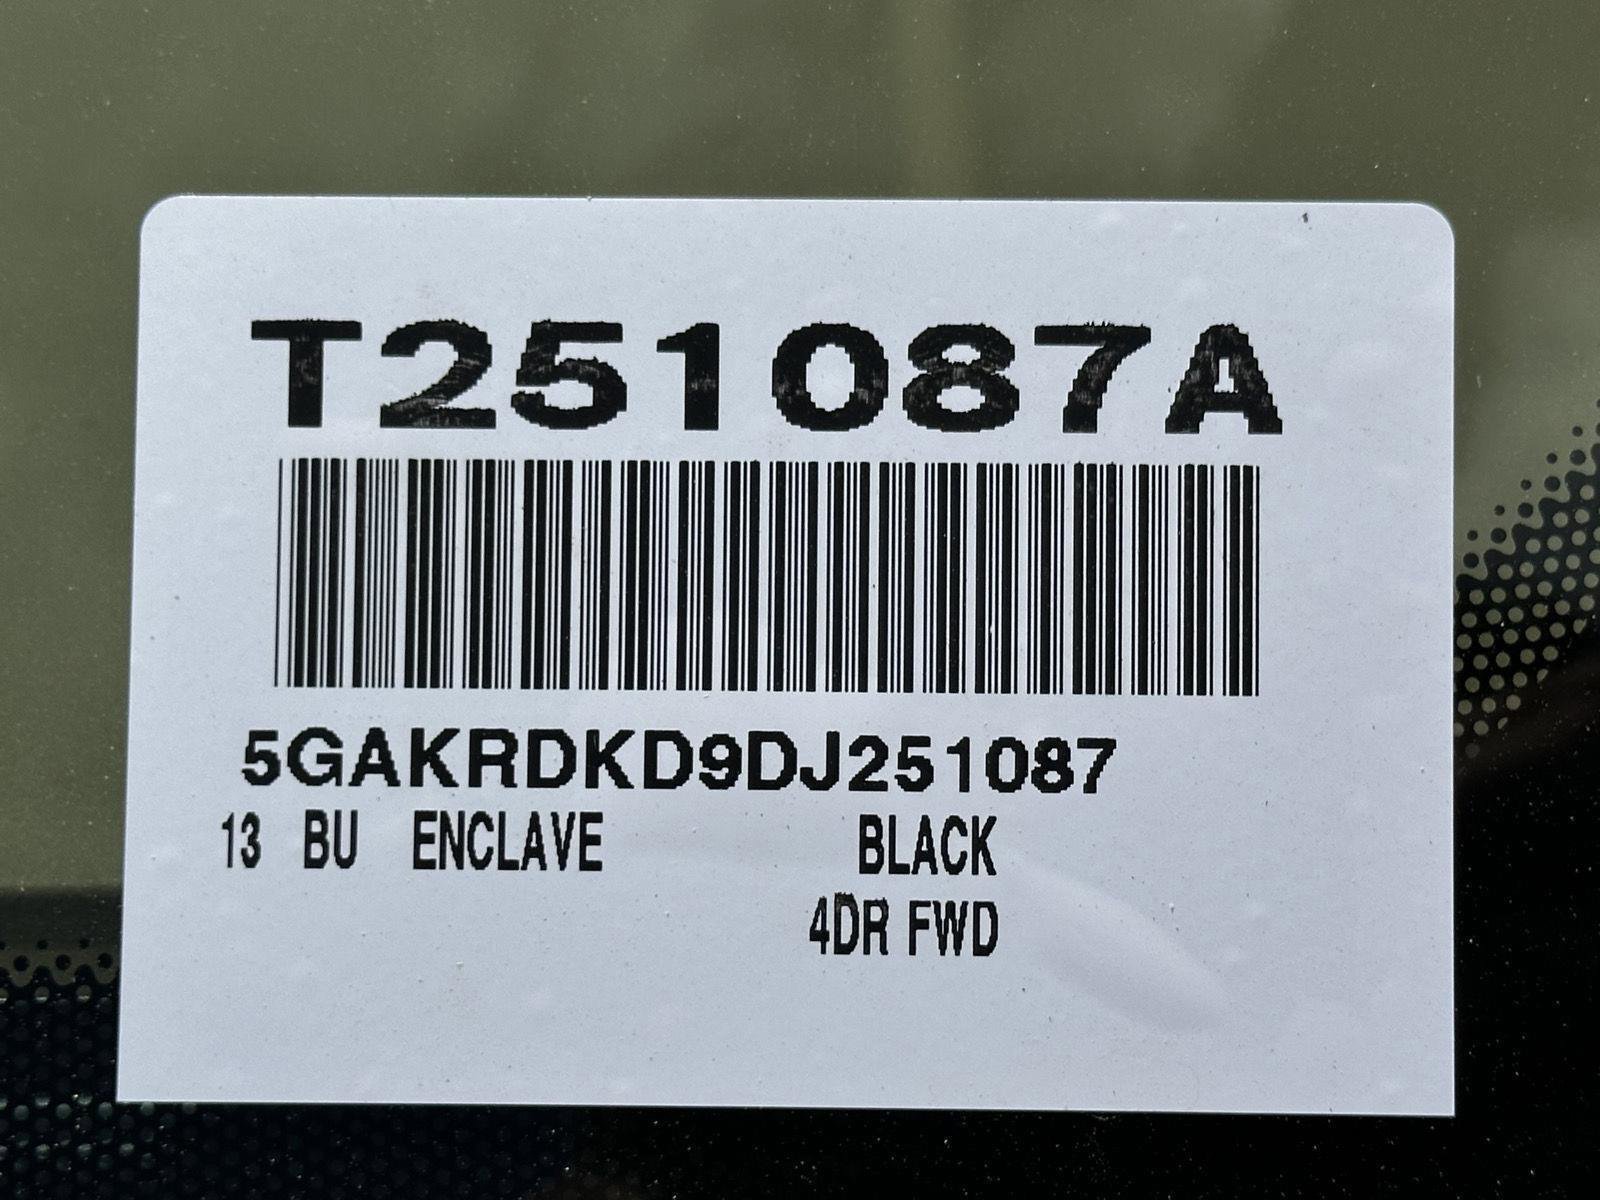 T251087A
5GAKRDKD9DJ251087
13 BU ENCLAVE BLACK
4DR FWD